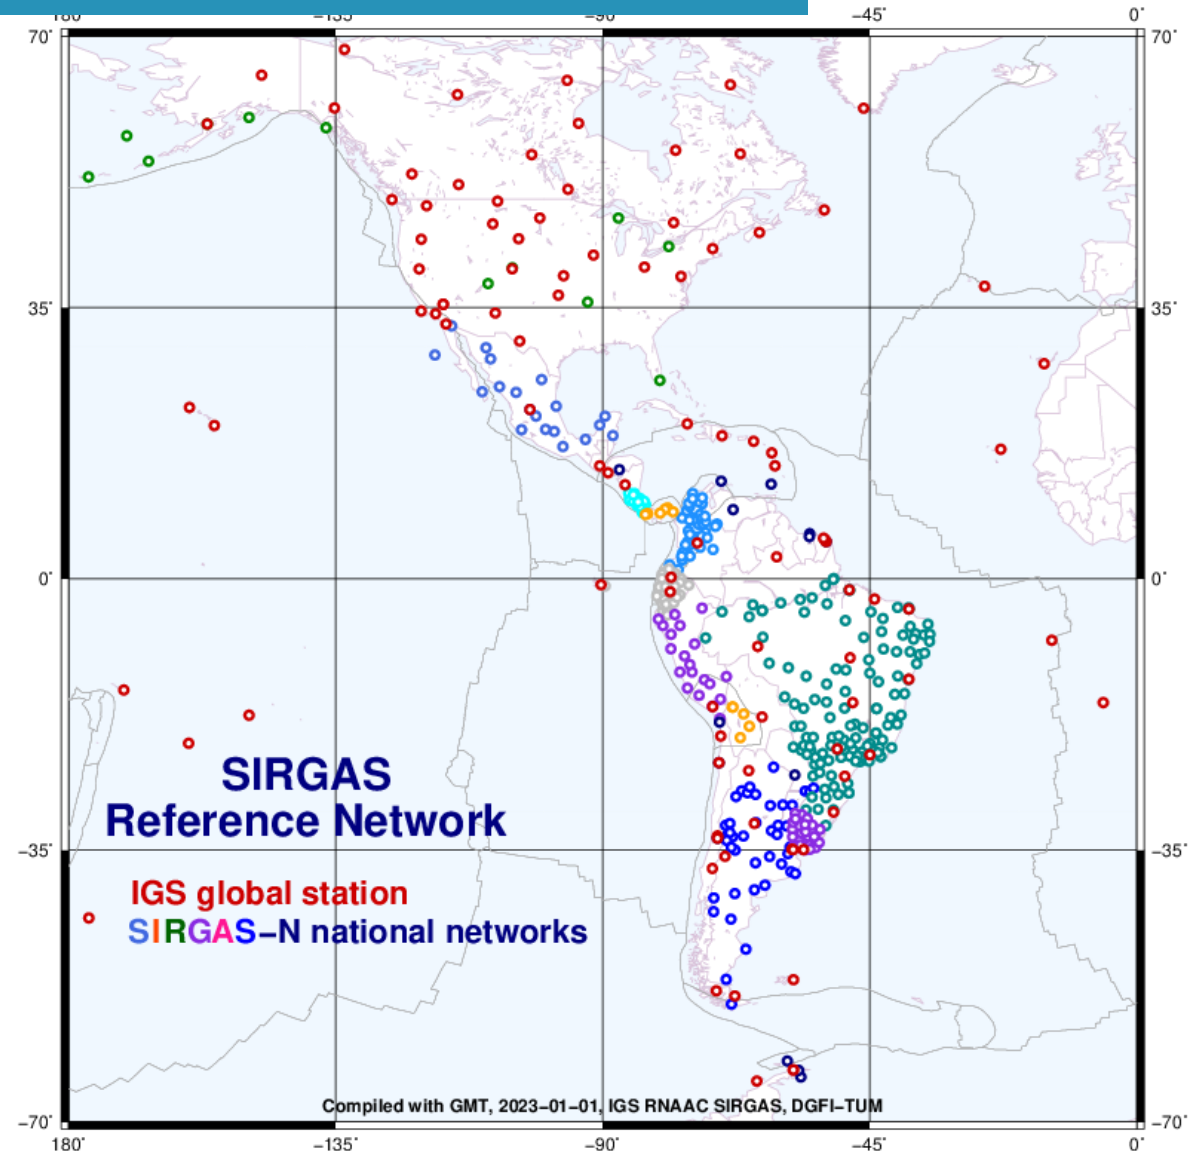 180˚ −135˚ −90˚ −45˚ 0˚
70˚ 70˚
35˚ 35˚
0˚ 0˚
SIRGAS
Reference Network
−35˚ −35˚
IGS global station
SIRGAS−N national networks
Compiled with GMT, 2023−01−01, IGS RNAAC SIRGAS, DGFI−TUM
−70˚ −70˚
180˚ −135˚ −90˚ −45˚ 0˚